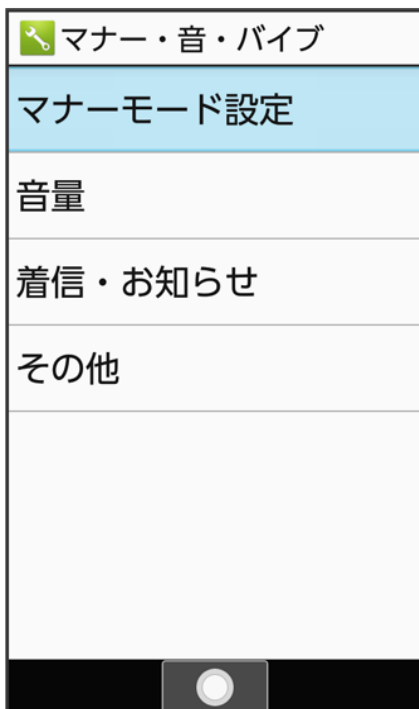 マナー・音・バイブ
マナーモード設定
音量
着信・お知らせ
その他